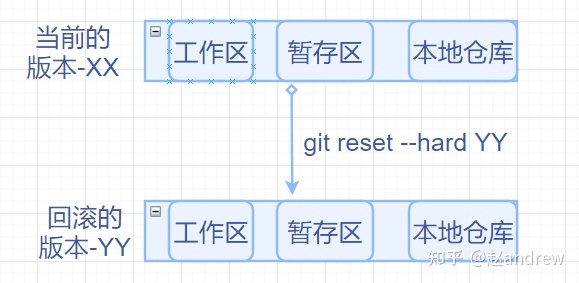 当前的
版本-XX
工作区 暂存区 本地仓库
git reset --hard YY
回滚的
版本-YY
工作区 暂存区 本地仓库
知乎 @赵andrew